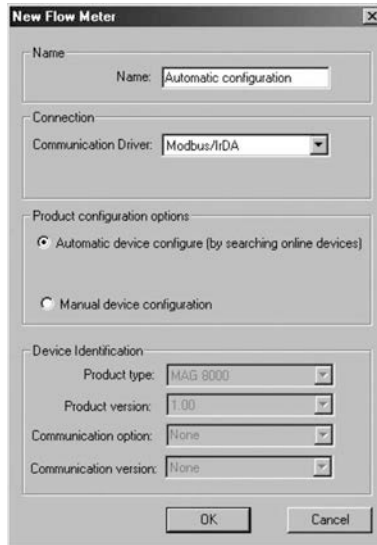 New Flow Meter
Name
Name: Automatic configuration
Connection
Communication Driver: Modbus/IrDA
Product configuration options
Automatic device configure (by searching online devices)
Manual device configuration
Device Identification
Product type: MAG 8000
Product version: 1.00
Communication option: None
Communication version: None
OK Cancel